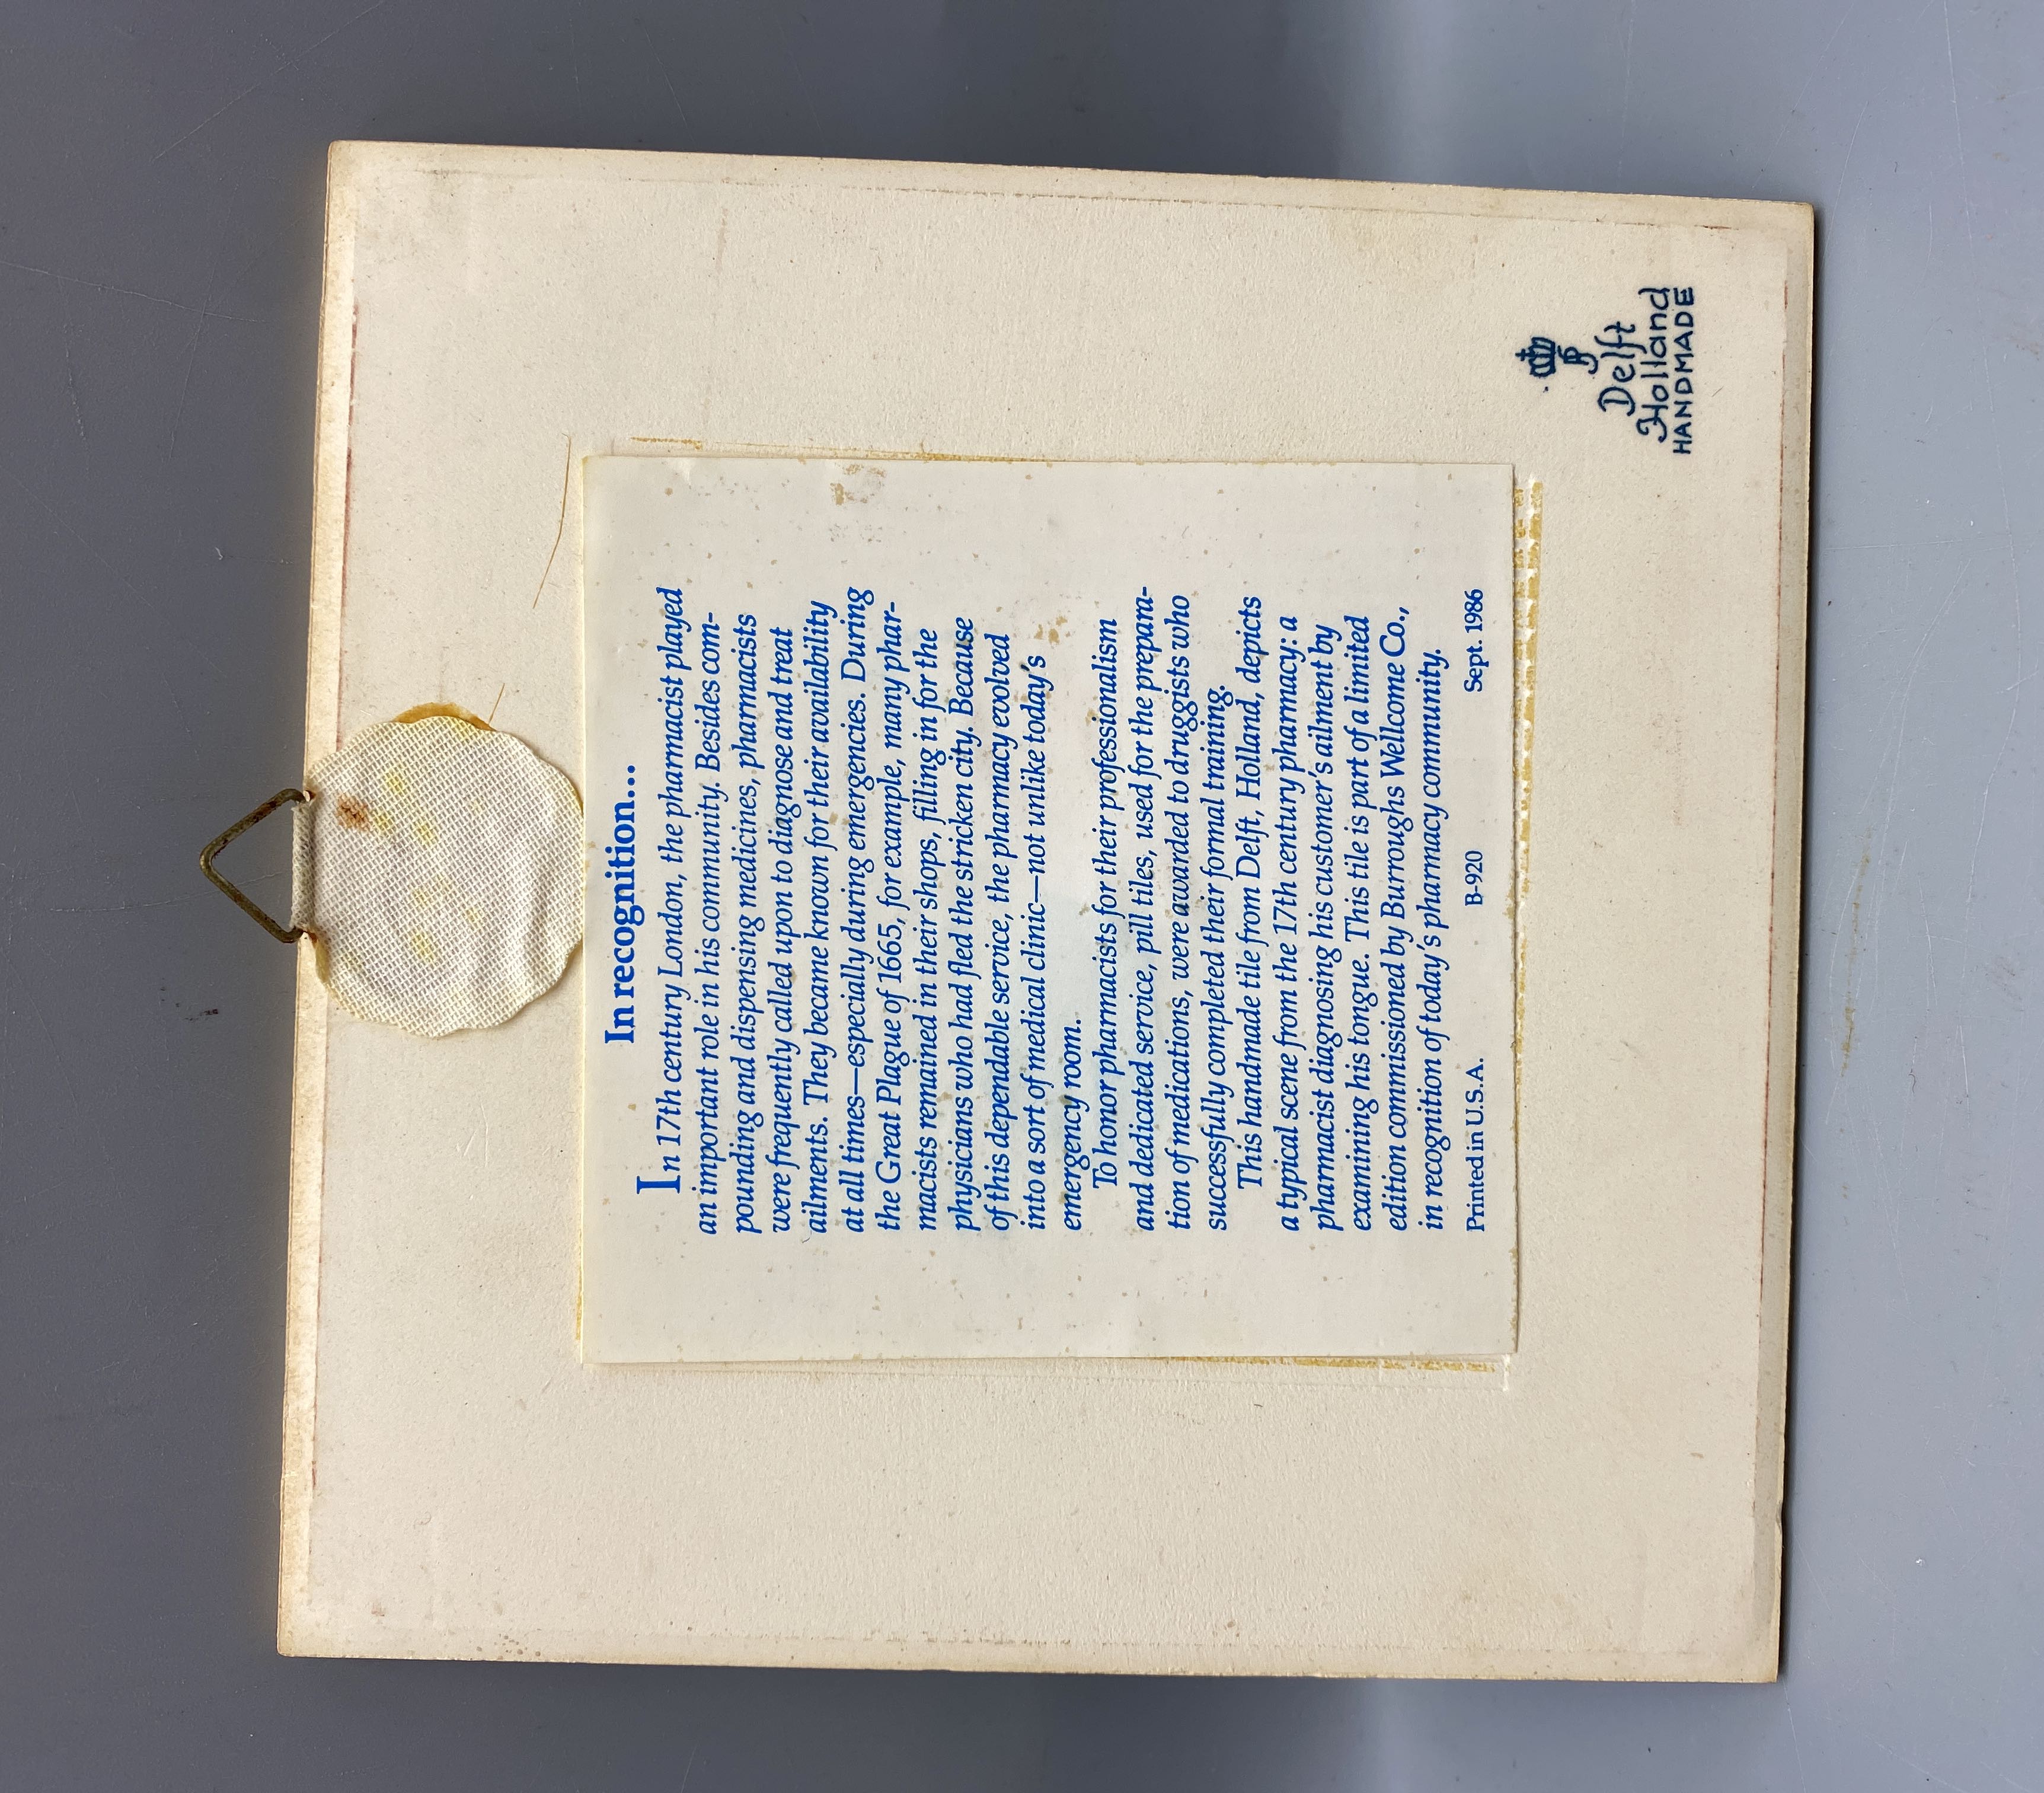 In recognition...
In 17th century London, the pharmacist played
an important role in his community. Besides com-
pounding and dispensing medicines, pharmacists
were frequently called upon to diagnose and treat
ailments. They became known for their availability
at all times—especially during emergencies. During
the Great Plague of 1665, for example, many phar-
macists remained in their shops, filling in for the
physicians who had fled the stricken city. Because
of this dependable service, the pharmacy evolved
into a sort of medical clinic—not unlike today's
emergency room.
To honor pharmacists for their professionalism
and dedicated service, pill tiles, used for the prepara-
tion of medications, were awarded to druggists who
successfully completed their formal training.
This handmade tile from Delft, Holland, depicts
a typical scene from the 17th century pharmacy: a
pharmacist diagnosing his customer's ailment by
examining his tongue. This tile is part of a limited
edition commissioned by Burroughs Wellcome Co.,
in recognition of today's pharmacy community.
Printed in U.S.A. B-920 Sept. 1986
Delft
Holland
HANDMADE